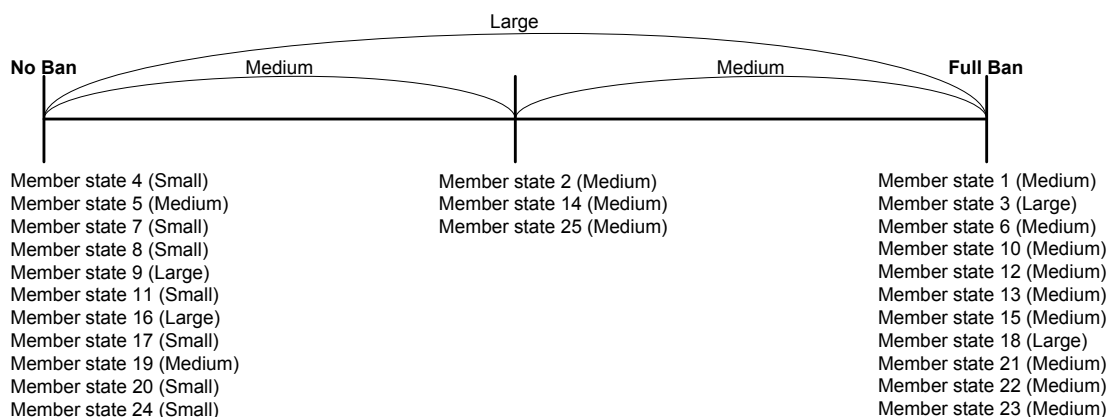 Large
No Ban
Medium
Medium
Full Ban
Member state 4 (Small)
Member state 5 (Medium)
Member state 7 (Small)
Member state 8 (Small)
Member state 9 (Large)
Member state 11 (Small)
Member state 16 (Large)
Member state 17 (Small)
Member state 19 (Medium)
Member state 20 (Small)
Member state 24 (Small)
Member state 2 (Medium)
Member state 14 (Medium)
Member state 25 (Medium)
Member state 1 (Medium)
Member state 3 (Large)
Member state 6 (Medium)
Member state 10 (Medium)
Member state 12 (Medium)
Member state 13 (Medium)
Member state 15 (Medium)
Member state 18 (Large)
Member state 21 (Medium)
Member state 22 (Medium)
Member state 23 (Medium)